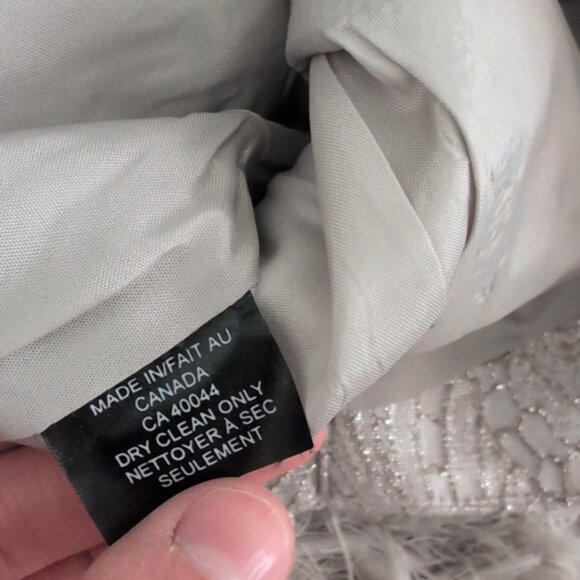 MADE IN/FAIT AU
CANADA
CA 40044
DRY CLEAN ONLY
NETTOYER À SEC
SEULEMENT